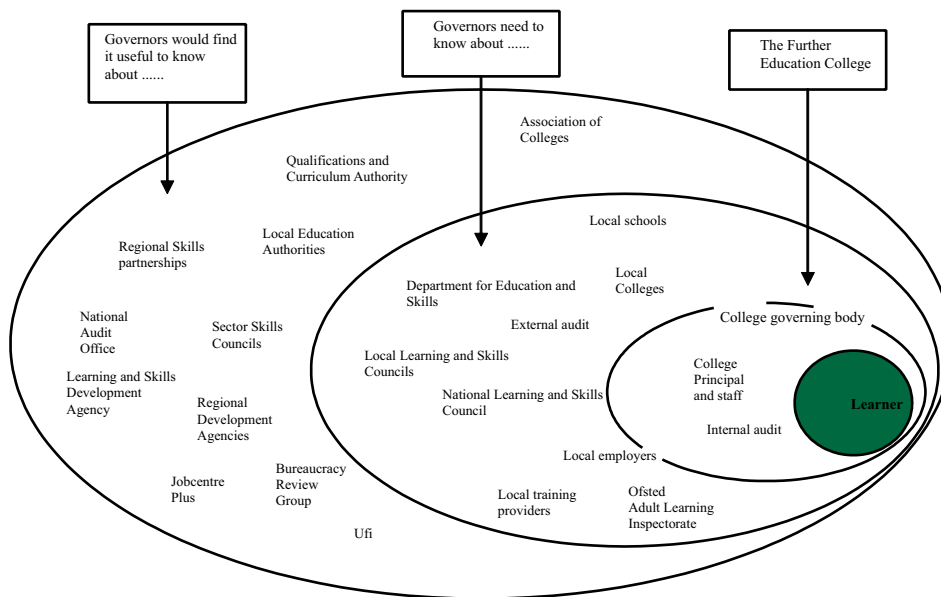 Governors would find
it useful to know
about ......
Governors need to
know about ......
The Further
Education College
Association of
Colleges
Qualifications and
Curriculum Authority
Local schools
Regional Skills
partnerships
Local Education
Authorities
Department for Education and
Skills
Local
Colleges
National
Audit
Office
Sector Skills
Councils
External audit
College governing body
Local Learning and Skills
Councils
College
Principal
and staff
Learning and Skills
Development
Agency
National Learning and Skills
Council
Learner
Regional
Development
Agencies
Internal audit
Local employers
Jobcentre
Plus
Bureaucracy
Review
Group
Local training
providers
Ofsted
Adult Learning
Inspectorate
Ufi